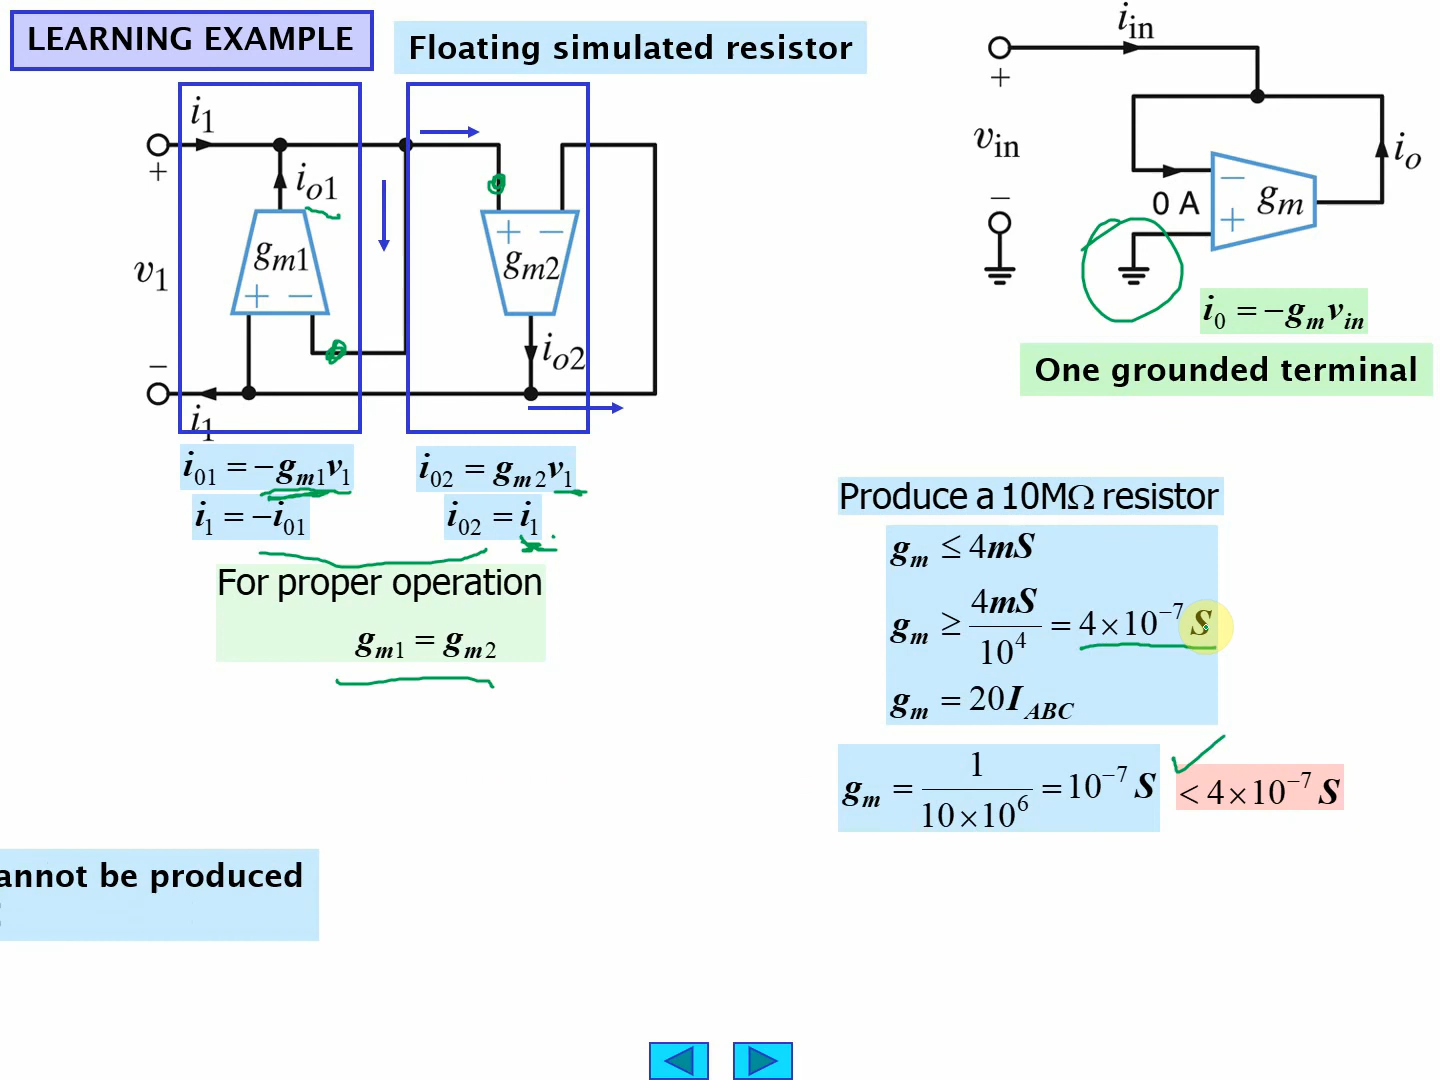 LEARNING EXAMPLE
Floating simulated resistor
i1
+
io1
gm1
+ −
v1
−
i1
+ −
gm2
io2
iin
+
vin
−
0 A
−
+
gm
io
i0 = −gm vin
One grounded terminal
i01 = −gm1v1
i1 = −i01
i02 = gm2v1
i02 = i1
For proper operation
gm1 = gm2
Produce a 10MΩ resistor
gm ≤ 4mS
gm ≥ 4mS / 10^4 = 4×10^−7 S
gm = 20IABC
gm = 1 / 10×10^6 = 10^−7 S
< 4×10^−7 S
annot be produced